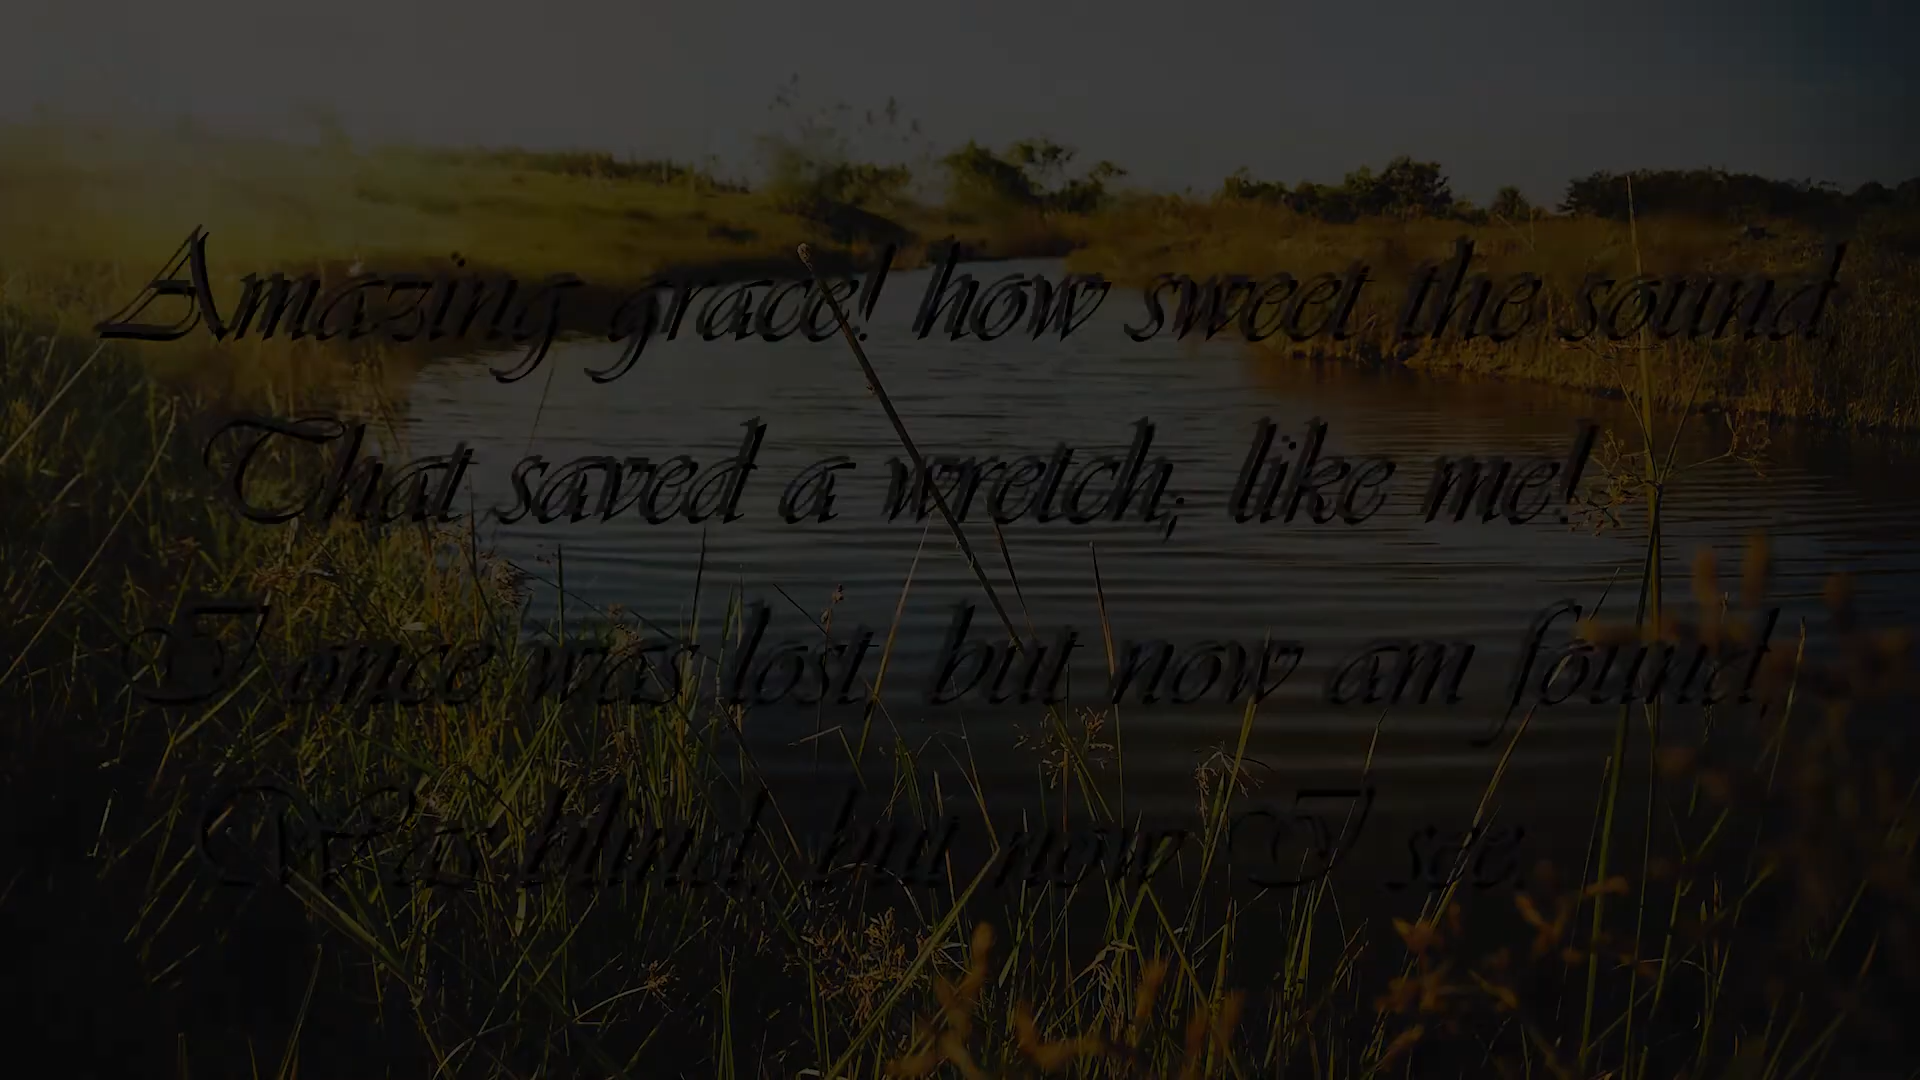 Amazing grace! how sweet the sound,
That saved a wretch; like me!
I once was lost, but now am found,
Was blind, but now I see.